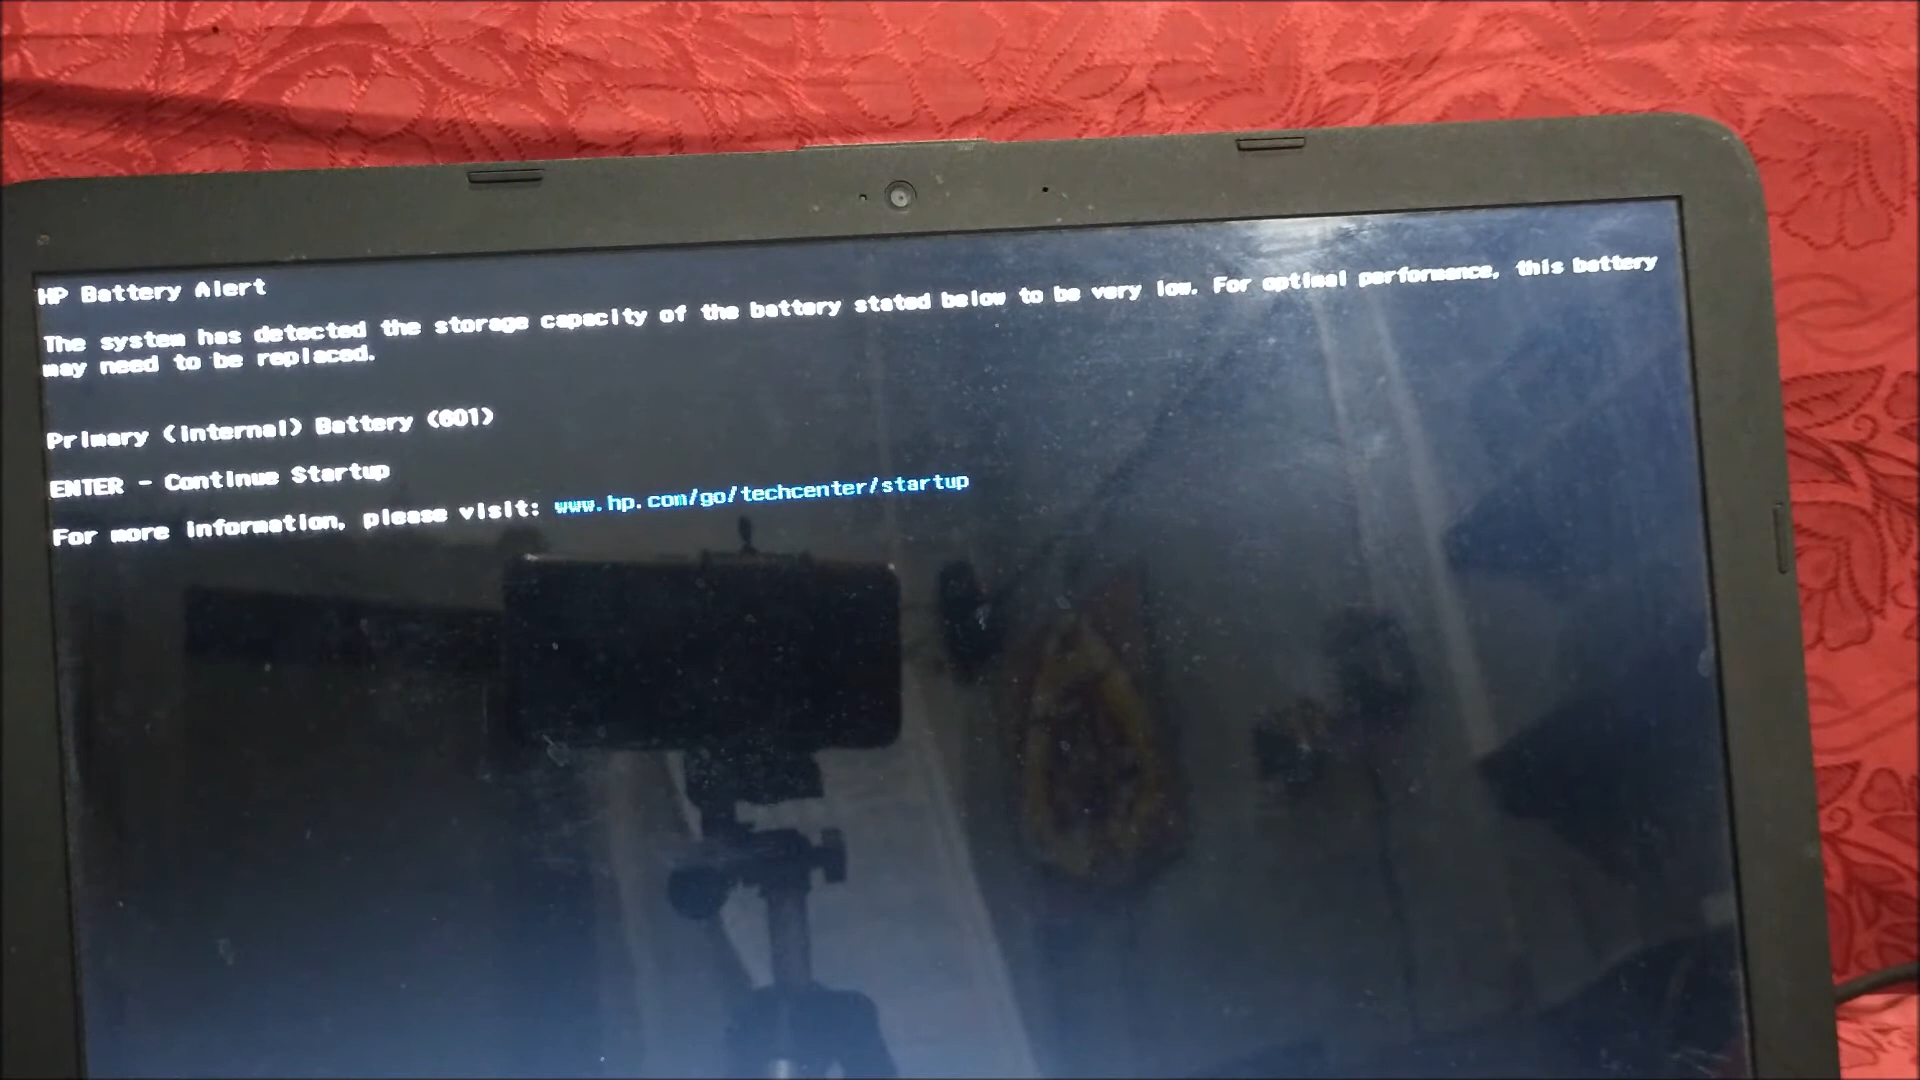 HP Battery Alert
The system has detected the storage capacity of the battery stated below to be very low. For optimal performance, this battery
may need to be replaced.
Primary (internal) Battery (601)
ENTER - Continue Startup
For more information, please visit: www.hp.com/go/techcenter/startup